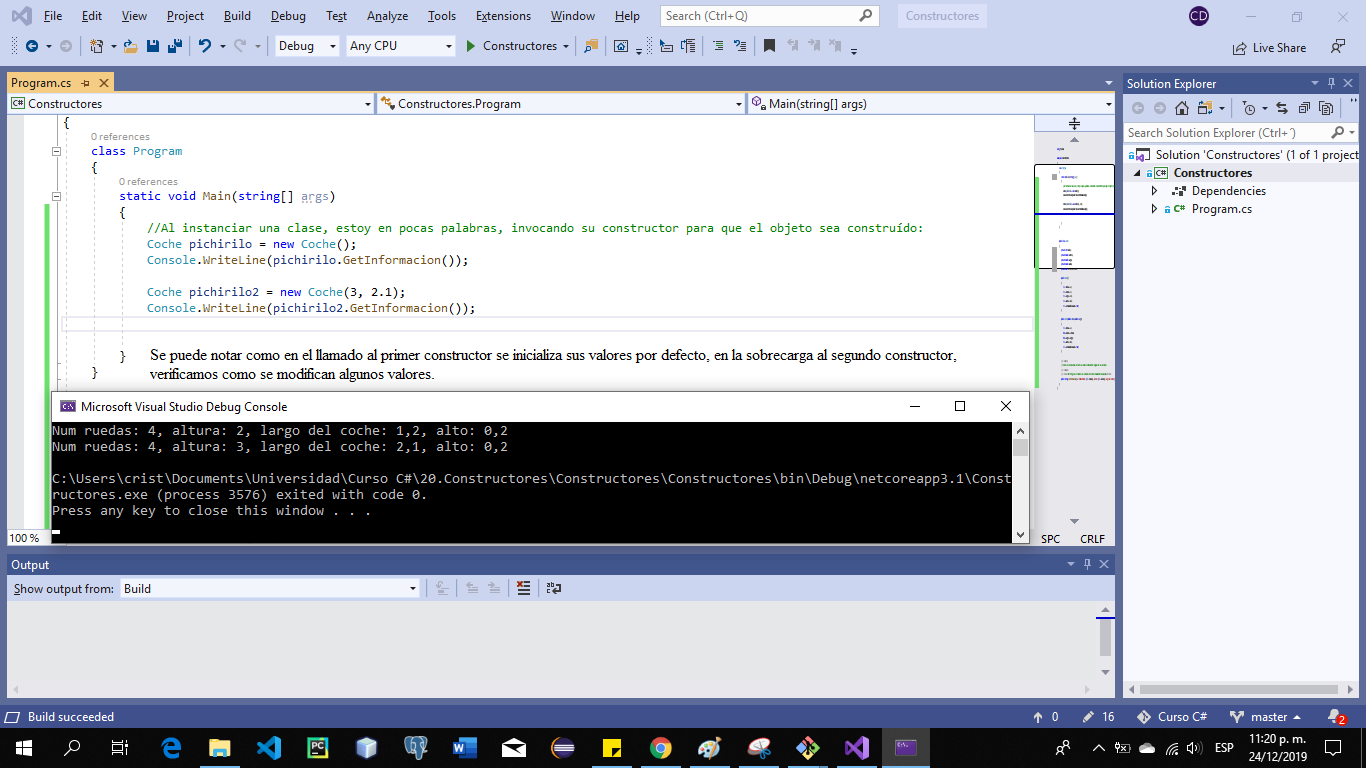 File Edit View Project Build Debug Test Analyze Tools Extensions Window Help Search (Ctrl+Q) Constructores CD
Debug Any CPU Constructores Live Share
Program.cs
Constructores Constructores.Program Main(string[] args)
{
0 references
class Program
{
0 references
static void Main(string[] args)
{
//Al instanciar una clase, estoy en pocas palabras, invocando su constructor para que el objeto sea construído:
Coche pichirilo = new Coche();
Console.WriteLine(pichirilo.GetInformacion());
Coche pichirilo2 = new Coche(3, 2.1);
Console.WriteLine(pichirilo2.GetInformacion());
}
Se puede notar como en el llamado al primer constructor se inicializa sus valores por defecto, en la sobrecarga al segundo constructor,
verificamos como se modifican algunos valores.
}
Microsoft Visual Studio Debug Console
Num ruedas: 4, altura: 2, largo del coche: 1,2, alto: 0,2
Num ruedas: 4, altura: 3, largo del coche: 2,1, alto: 0,2
C:\Users\crist\Documents\Universidad\Curso C#\20.Constructores\Constructores\Constructores\bin\Debug\netcoreapp3.1\Const
ructores.exe (process 3576) exited with code 0.
Press any key to close this window . . .
100 % SPC CRLF
Solution Explorer
Search Solution Explorer (Ctrl+´)
Solution 'Constructores' (1 of 1 project
C# Constructores
Dependencies
C# Program.cs
Output
Show output from: Build
Build succeeded 0 16 Curso C# master 2
ESP 11:20 p. m.
24/12/2019